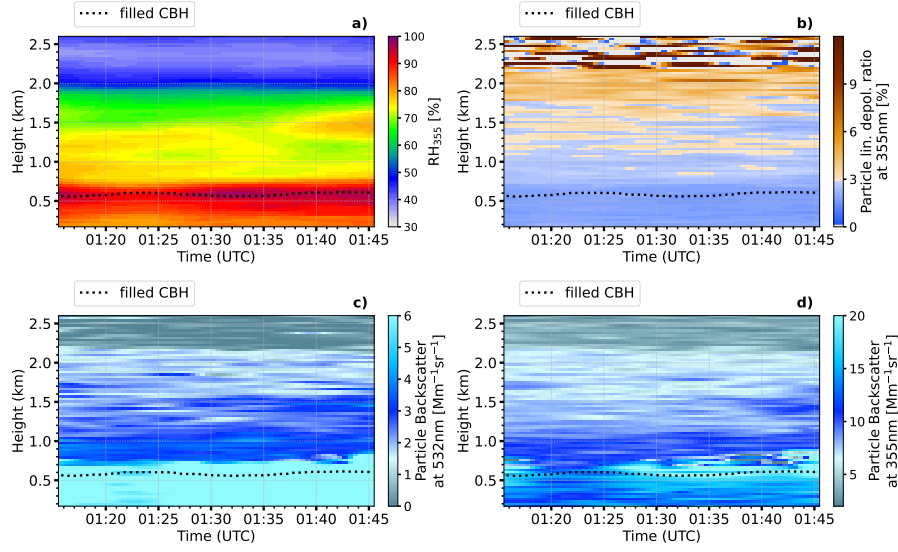 filled CBH
a)
2.5
2.0
1.5
1.0
0.5
Height (km)
01:20 01:25 01:30 01:35 01:40 01:45
Time (UTC)
100
90
80
70
60
50
40
30
RH355 [%]
filled CBH
b)
2.5
2.0
1.5
1.0
0.5
Height (km)
01:20 01:25 01:30 01:35 01:40 01:45
Time (UTC)
9
6
3
0
Particle lin. depol. ratio
at 355nm [%]
filled CBH
c)
2.5
2.0
1.5
1.0
0.5
Height (km)
01:20 01:25 01:30 01:35 01:40 01:45
Time (UTC)
6
5
4
3
2
1
0
Particle Backscatter
at 532nm [Mm⁻¹sr⁻¹]
filled CBH
d)
2.5
2.0
1.5
1.0
0.5
Height (km)
01:20 01:25 01:30 01:35 01:40 01:45
Time (UTC)
20
15
10
5
Particle Backscatter
at 355nm [Mm⁻¹sr⁻¹]